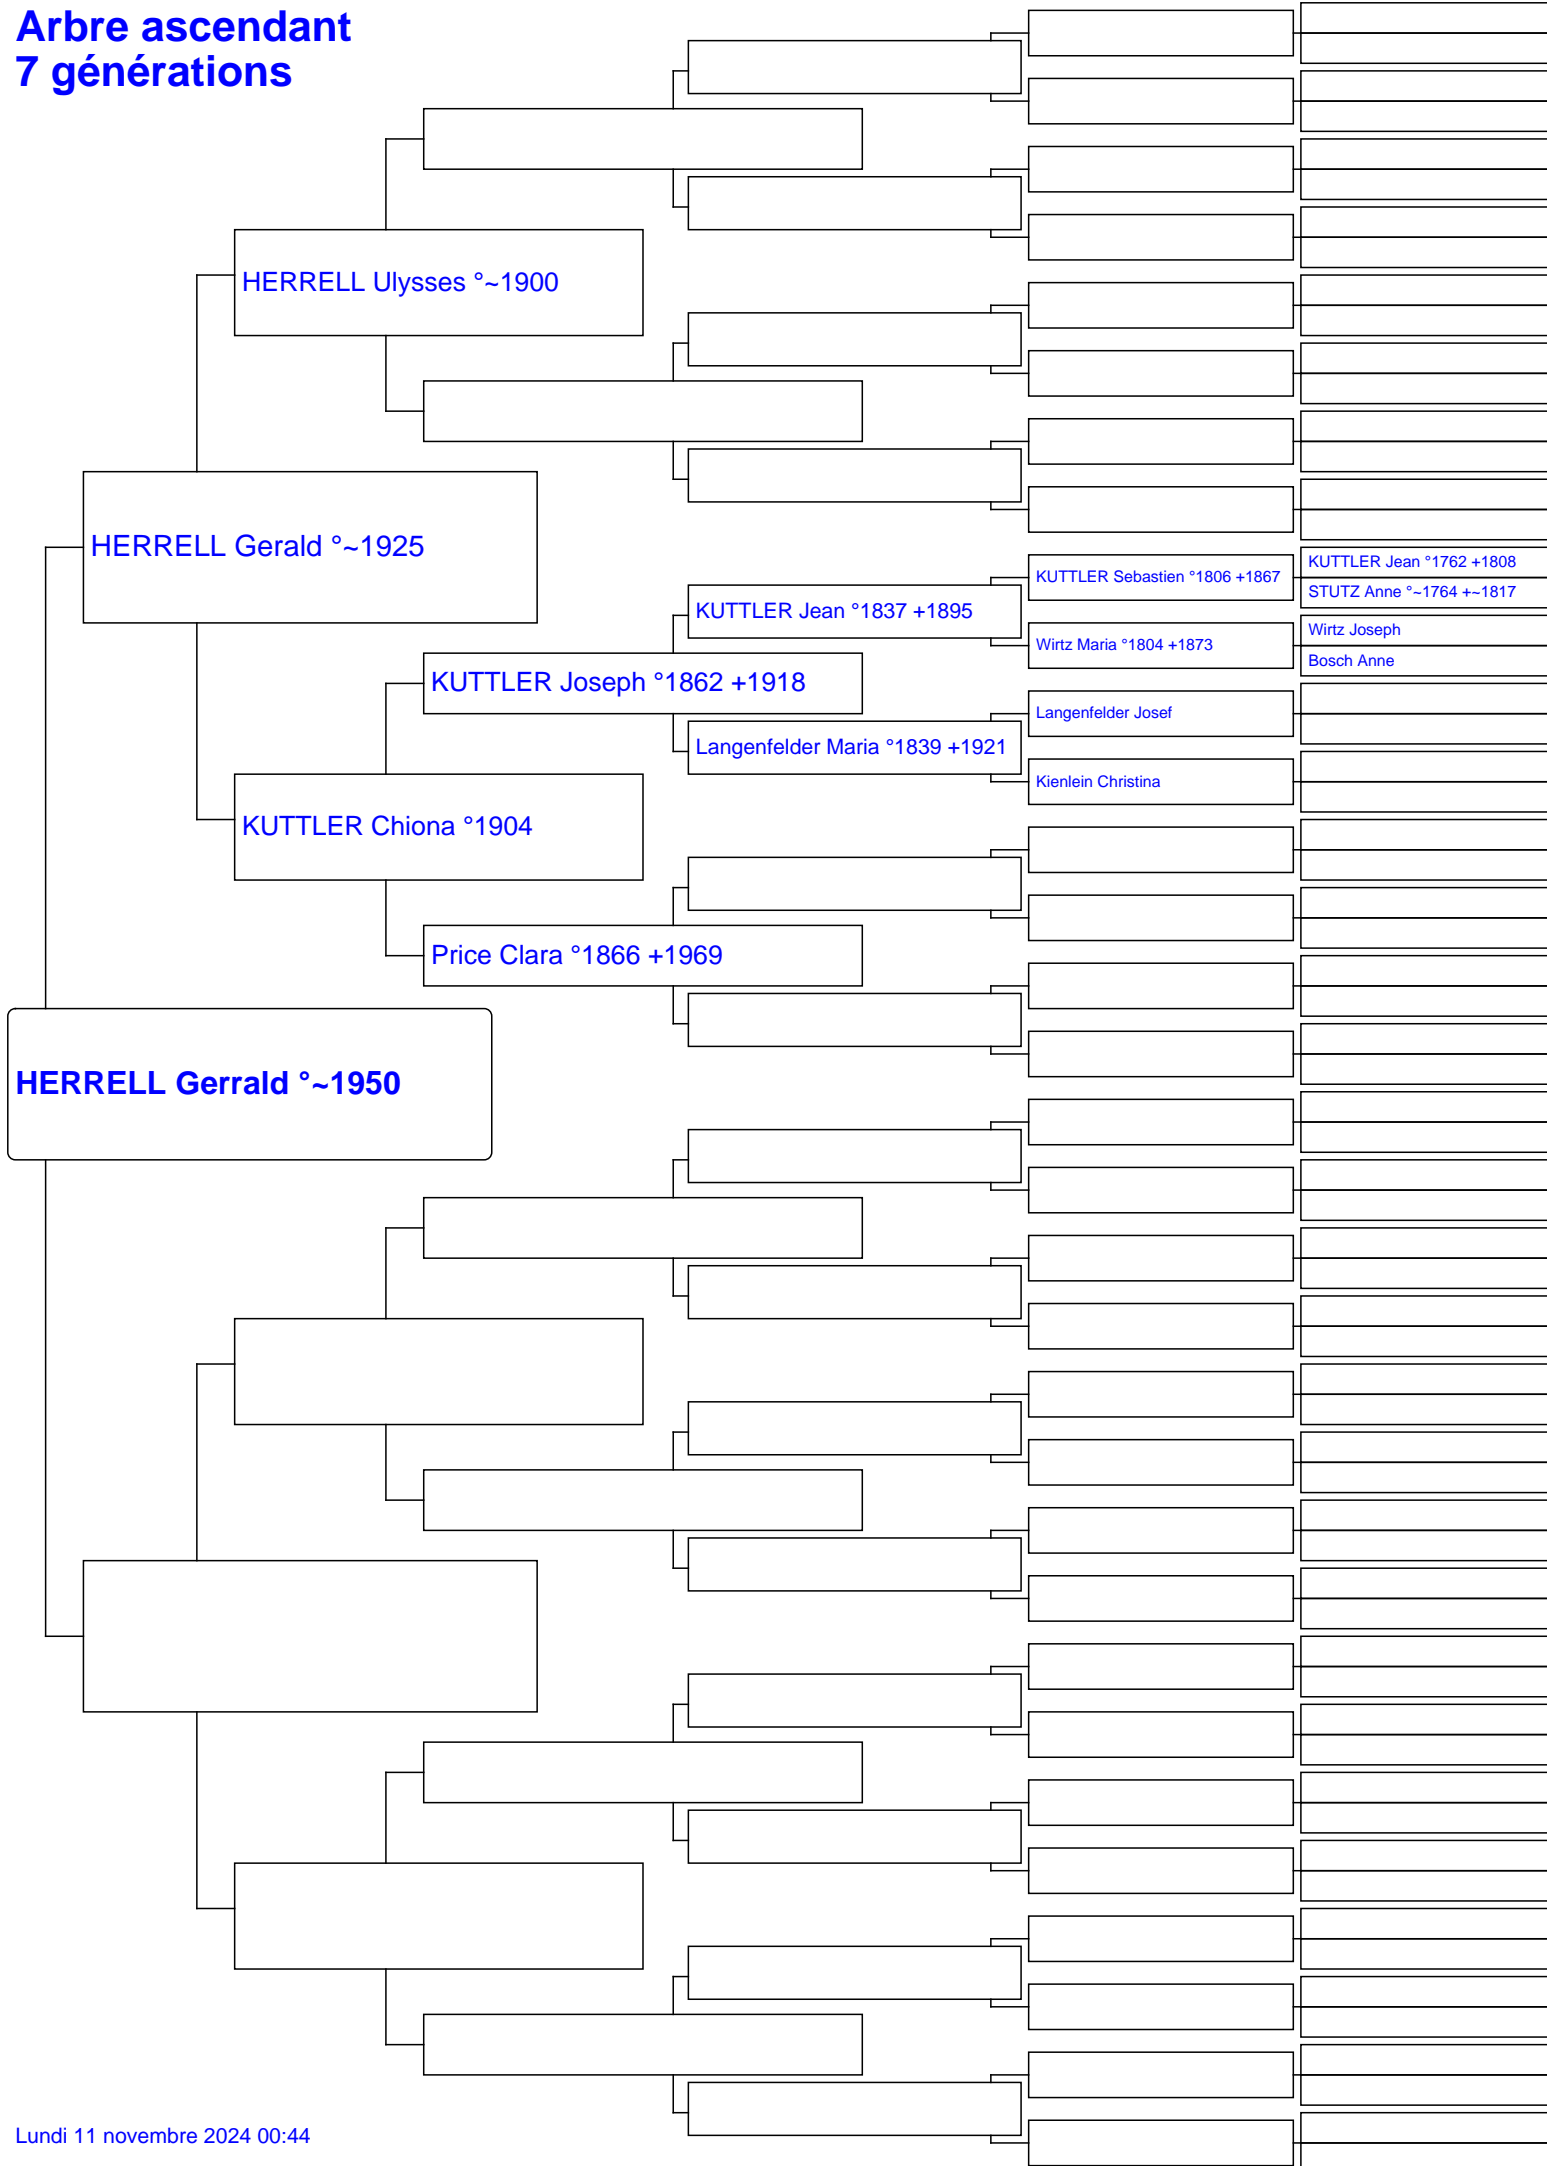 Arbre ascendant
7 générations
HERRELL Ulysses °~1900
HERRELL Gerald °~1925
KUTTLER Sebastien °1806 +1867
KUTTLER Jean °1762 +1808
STUTZ Anne °~1764 +~1817
KUTTLER Jean °1837 +1895
Wirtz Maria °1804 +1873
Wirtz Joseph
Bosch Anne
KUTTLER Joseph °1862 +1918
Langenfelder Josef
Langenfelder Maria °1839 +1921
Kienlein Christina
KUTTLER Chiona °1904
Price Clara °1866 +1969
HERRELL Gerrald °~1950
Lundi 11 novembre 2024 00:44